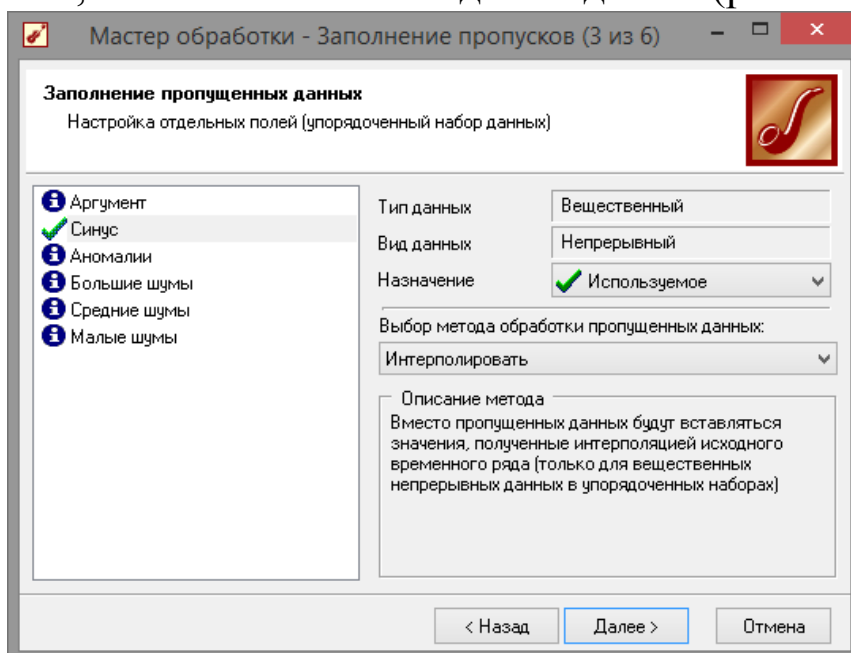 Мастер обработки - Заполнение пропусков (3 из 6)
Заполнение пропущенных данных
Настройка отдельных полей (упорядоченный набор данных)
Аргумент
Синус
Аномалии
Большие шумы
Средние шумы
Малые шумы
Тип данных Вещественный
Вид данных Непрерывный
Назначение Используемое
Выбор метода обработки пропущенных данных:
Интерполировать
Описание метода
Вместо пропущенных данных будут вставляться
значения, полученные интерполяцией исходного
временного ряда (только для вещественных
непрерывных данных в упорядоченных наборах)
< Назад Далее > Отмена